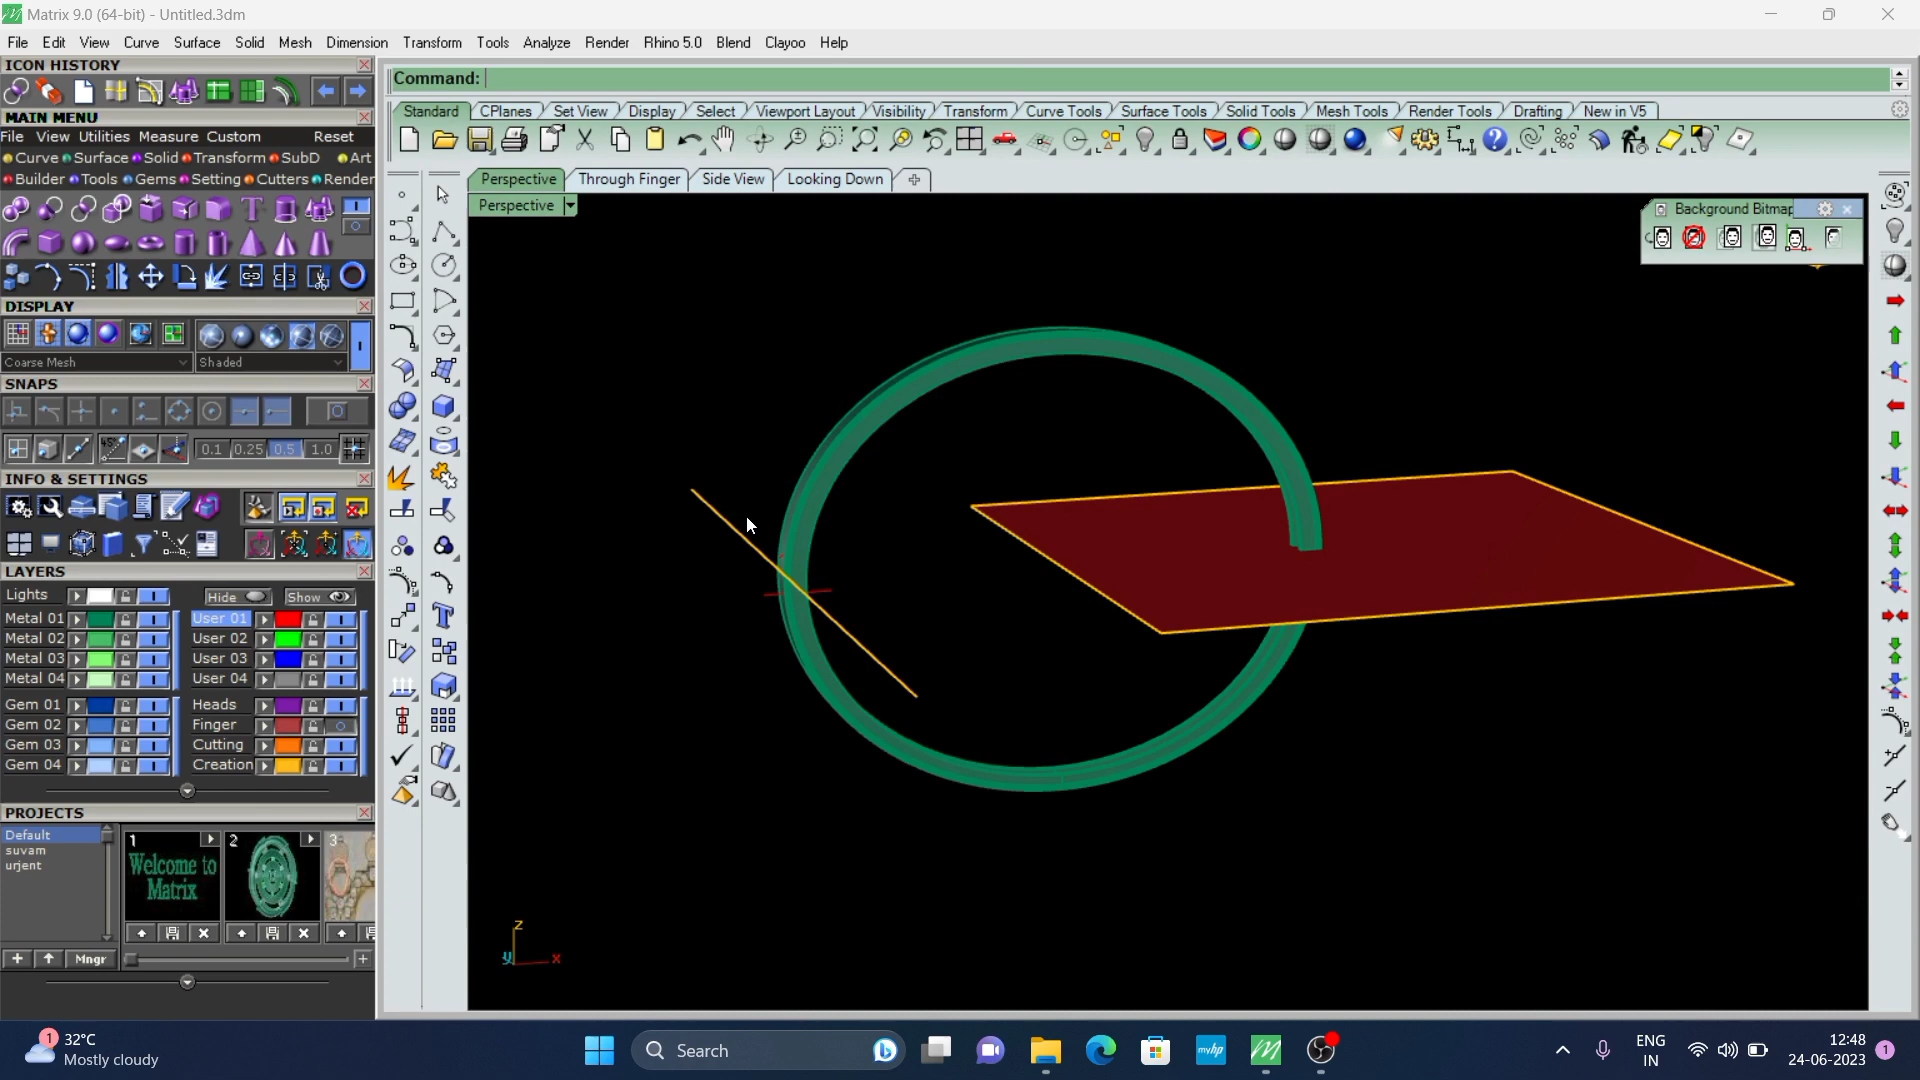 Matrix 9.0 (64-bit) - Untitled.3dm
File Edit View Curve Surface Solid Mesh Dimension Transform Tools Analyze Render Rhino 5.0 Blend Clayoo Help
ICON HISTORY
Command:
MAIN MENU
File View Utilities Measure Custom Reset
Curve Surface Solid Transform SubD Art
Builder Tools Gems Setting Cutters Render
Standard CPlanes Set View Display Select Viewport Layout Visibility Transform Curve Tools Surface Tools Solid Tools Mesh Tools Render Tools Drafting New in V5
Perspective Through Finger Side View Looking Down
Perspective
Background Bitmap
DISPLAY
Coarse Mesh Shaded
SNAPS
45°
0.1 0.25 0.5 1.0
INFO & SETTINGS
LAYERS
Lights Hide Show
Metal 01 User 01
Metal 02 User 02
Metal 03 User 03
Metal 04 User 04
Gem 01 Heads
Gem 02 Finger
Gem 03 Cutting
Gem 04 Creation
PROJECTS
Default
suvam
urjent
1 2 3
Welcome to
Matrix
Mngr
z
y x
1
32°C
Mostly cloudy
Search
myhp
ENG
IN
12:48
24-06-2023
1